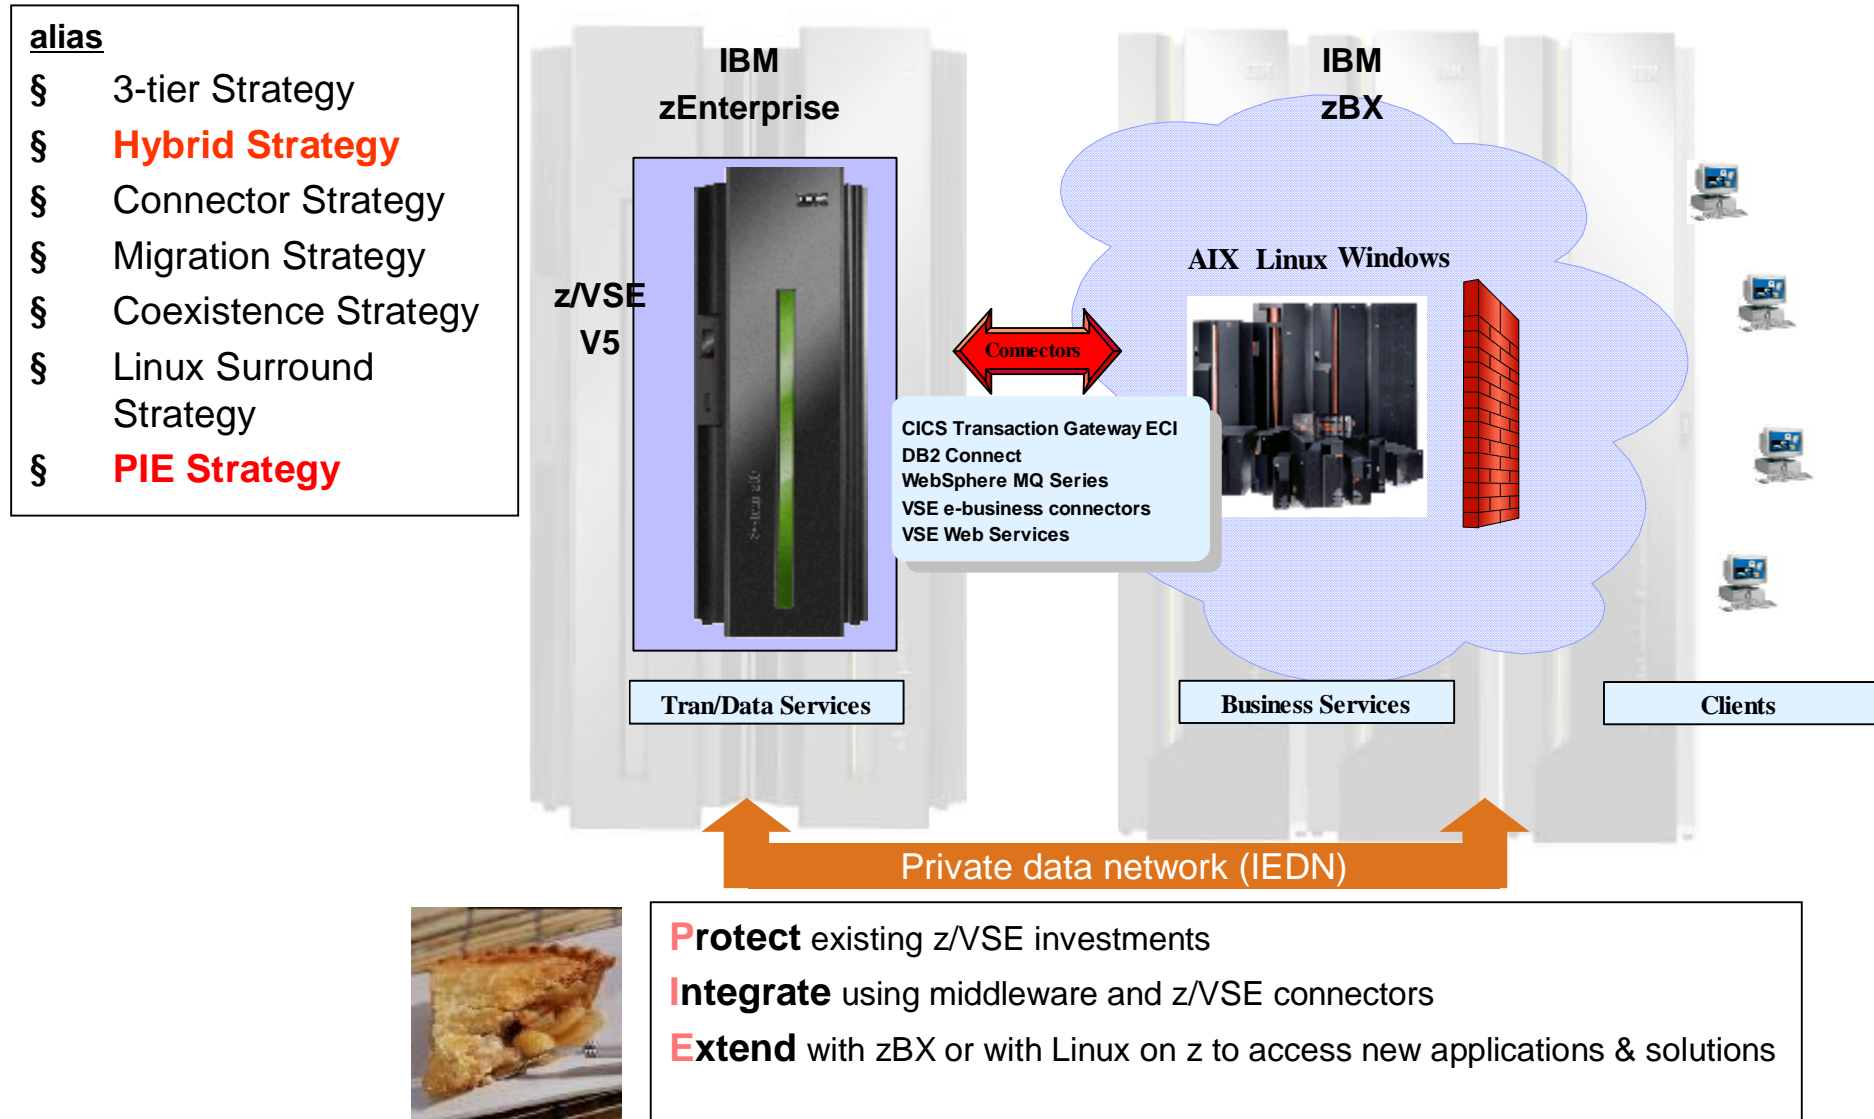 alias
§ 3-tier Strategy
§ Hybrid Strategy
§ Connector Strategy
§ Migration Strategy
§ Coexistence Strategy
§ Linux Surround
Strategy
§ PIE Strategy
IBM
zEnterprise
z/VSE
V5
IBM
zBX
AIX Linux Windows
Connectors
CICS Transaction Gateway ECI
DB2 Connect
WebSphere MQ Series
VSE e-business connectors
VSE Web Services
Tran/Data Services
Business Services
Clients
Private data network (IEDN)
Protect existing z/VSE investments
Integrate using middleware and z/VSE connectors
Extend with zBX or with Linux on z to access new applications & solutions